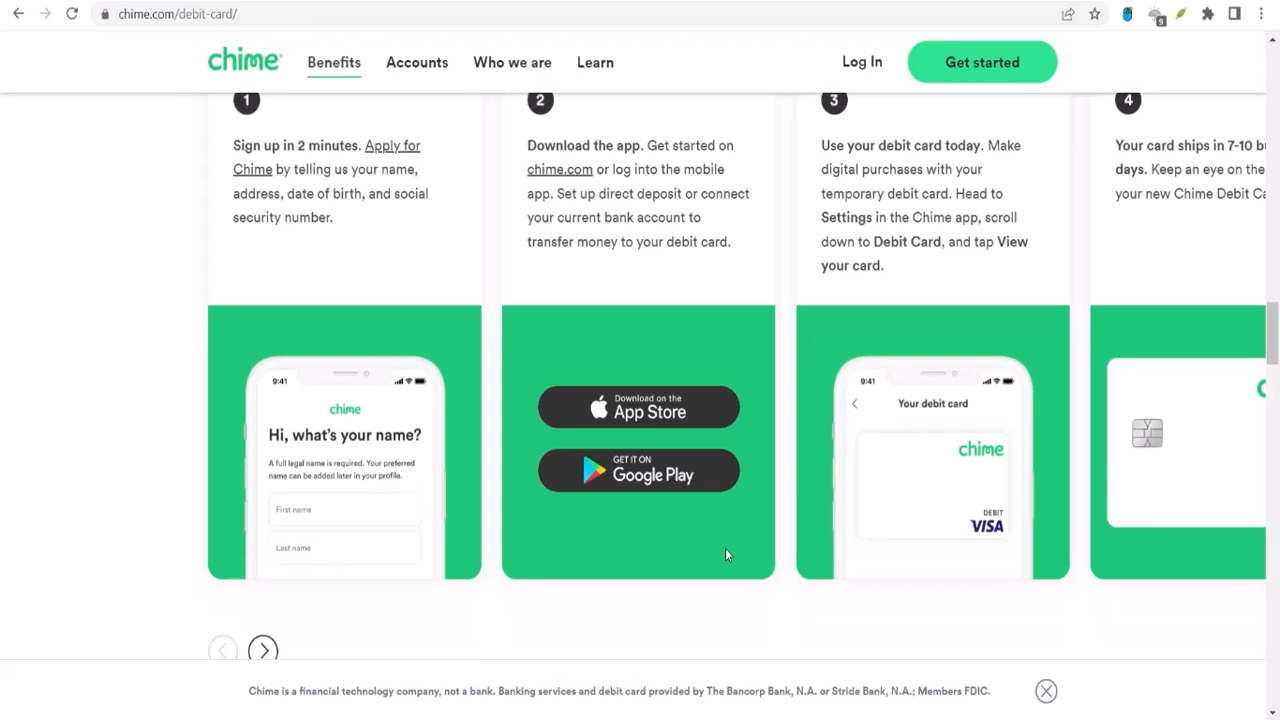 chime.com/debit-card/
9
chime
Benefits
Accounts
Who we are
Learn
Log In
Get started
1
Sign up in 2 minutes. Apply for
Chime by telling us your name,
address, date of birth, and social
security number.
9:41
chime
Hi, what's your name?
A full legal name is required. Your preferred
name can be added later in your profile.
First name
Last name
2
Download the app. Get started on
chime.com or log into the mobile
app. Set up direct deposit or connect
your current bank account to
transfer money to your debit card.
Download on the
App Store
GET IT ON
Google Play
3
Use your debit card today. Make
digital purchases with your
temporary debit card. Head to
Settings in the Chime app, scroll
down to Debit Card, and tap View
your card.
9:41
Your debit card
chime
DEBIT
VISA
4
Your card ships in 7-10
days. Keep an eye on the
your new Chime Debit
Chime is a financial technology company, not a bank. Banking services and debit card provided by The Bancorp Bank, N.A. or Stride Bank, N.A.; Members FDIC.